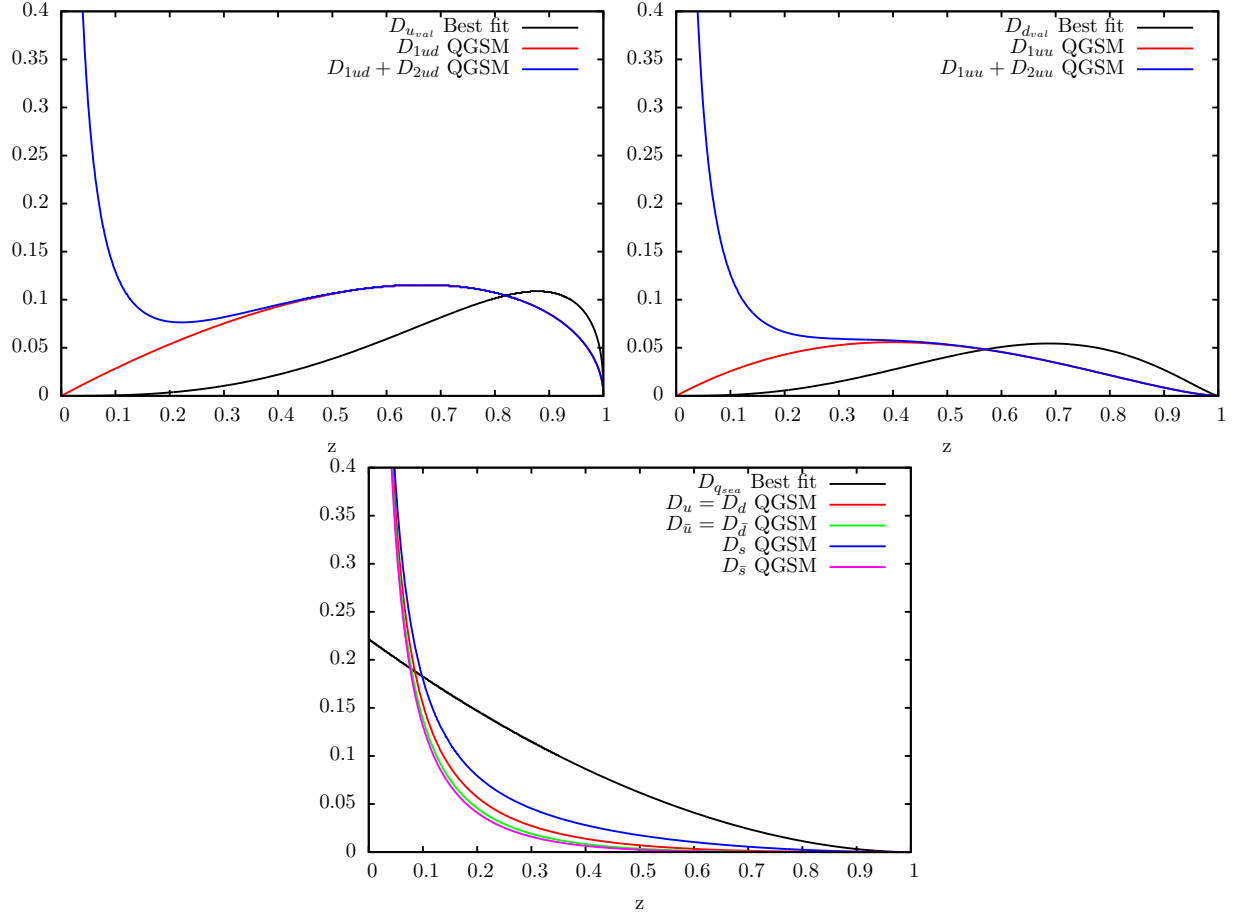 0.4
0.35
0.3
0.25
0.2
0.15
0.1
0.05
0
0 0.1 0.2 0.3 0.4 0.5 0.6 0.7 0.8 0.9 1
z
D_{u_{val}} Best fit
D_{1ud} QGSM
D_{1ud} + D_{2ud} QGSM
0.4
0.35
0.3
0.25
0.2
0.15
0.1
0.05
0
0 0.1 0.2 0.3 0.4 0.5 0.6 0.7 0.8 0.9 1
z
D_{d_{val}} Best fit
D_{1uu} QGSM
D_{1uu} + D_{2uu} QGSM
0.4
0.35
0.3
0.25
0.2
0.15
0.1
0.05
0
0 0.1 0.2 0.3 0.4 0.5 0.6 0.7 0.8 0.9 1
z
D_{q_{sea}} Best fit
D_u = D_d QGSM
D_{ū} = D_{d̄} QGSM
D_s QGSM
D_{s̄} QGSM